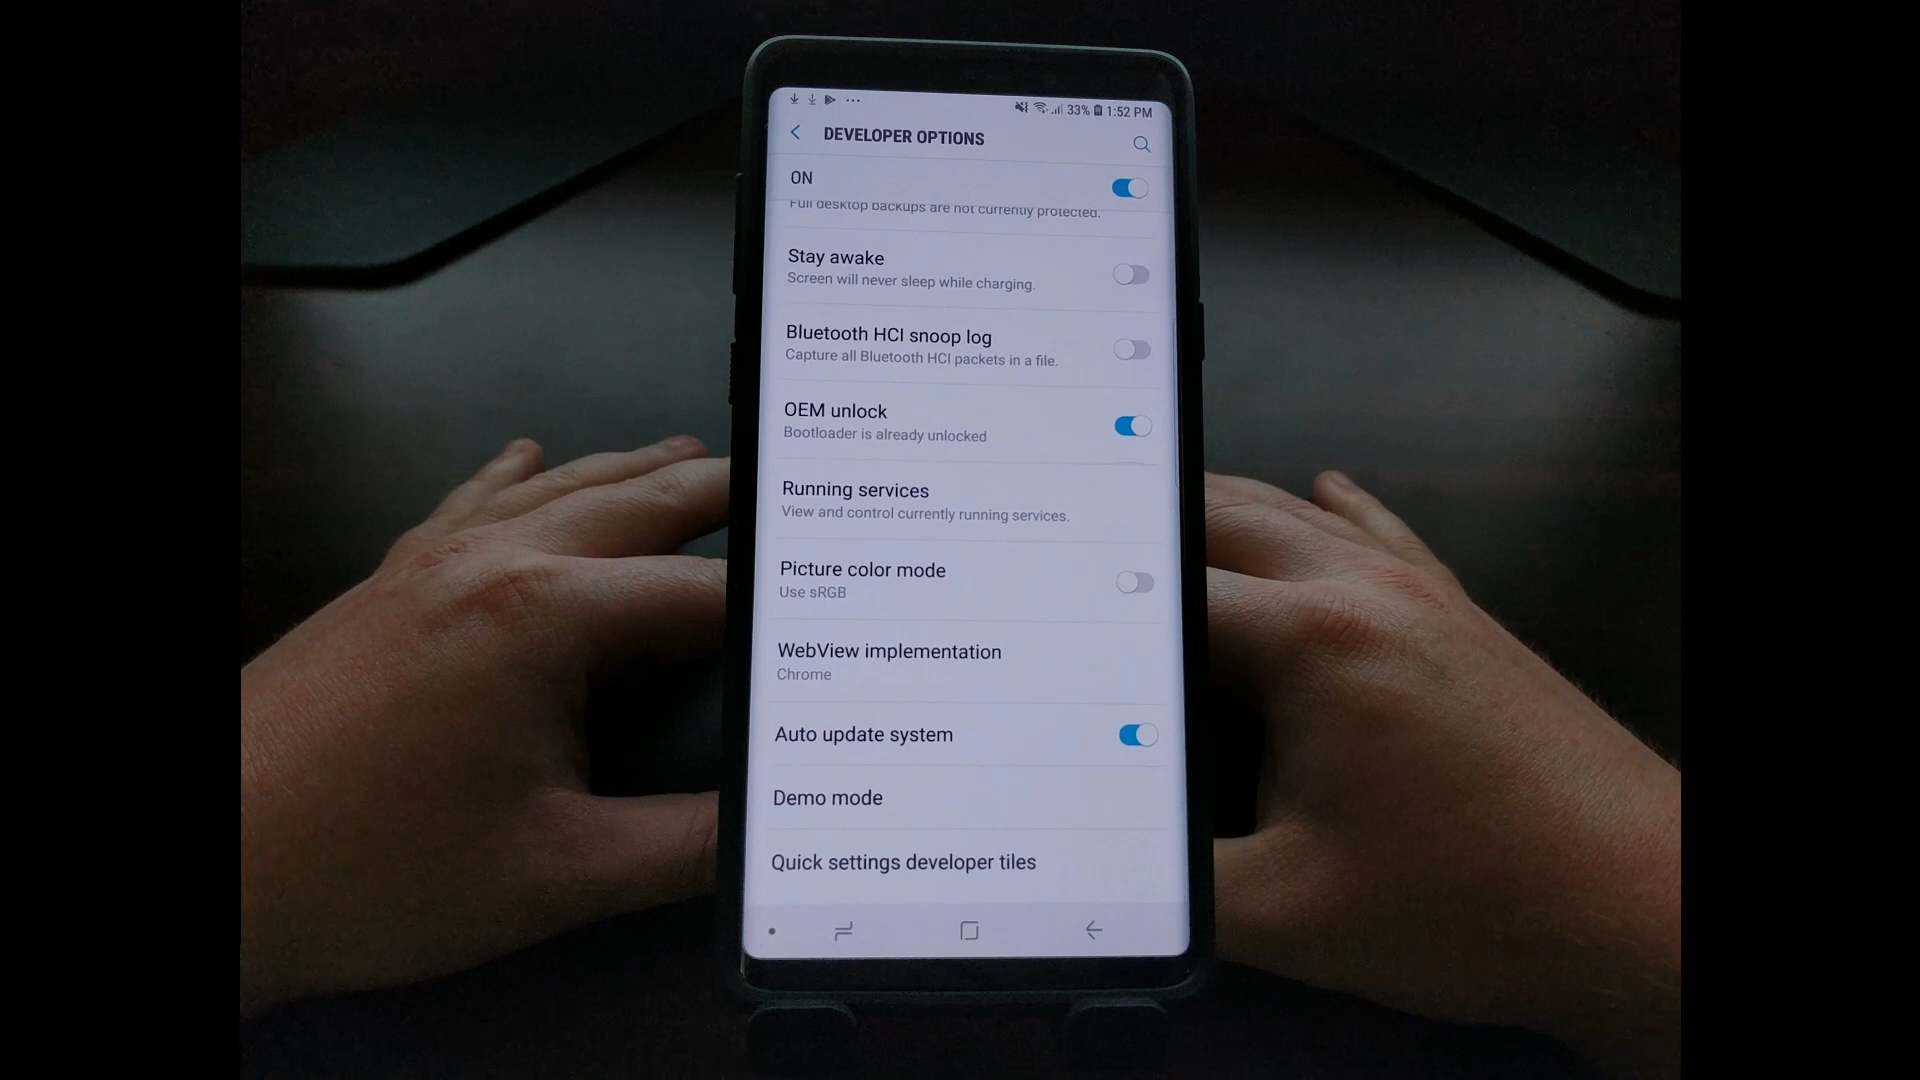 33% 1:52 PM
DEVELOPER OPTIONS
ON
Full desktop backups are not currently protected.
Stay awake
Screen will never sleep while charging.
Bluetooth HCI snoop log
Capture all Bluetooth HCI packets in a file.
OEM unlock
Bootloader is already unlocked
Running services
View and control currently running services.
Picture color mode
Use sRGB
WebView implementation
Chrome
Auto update system
Demo mode
Quick settings developer tiles